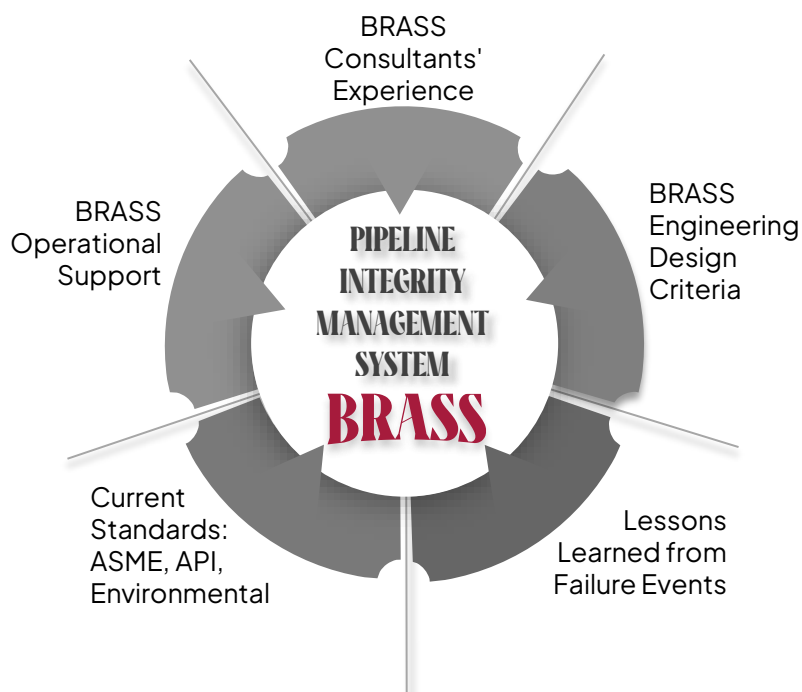 BRASS
Consultants'
Experience
BRASS
Engineering
Design
Criteria
Lessons
Learned from
Failure Events
Current
Standards:
ASME, API,
Environmental
BRASS
Operational
Support
PIPELINE
INTEGRITY
MANAGEMENT
SYSTEM
BRASS